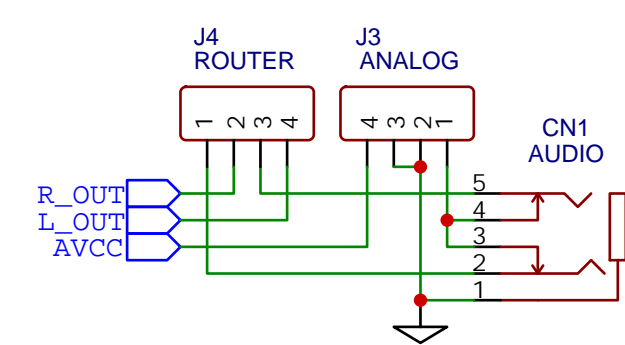 J4
ROUTER
J3
ANALOG
1 2 3 4
4 3 2 1
CN1
AUDIO
R_OUT
L_OUT
AVCC
5
4
3
2
1